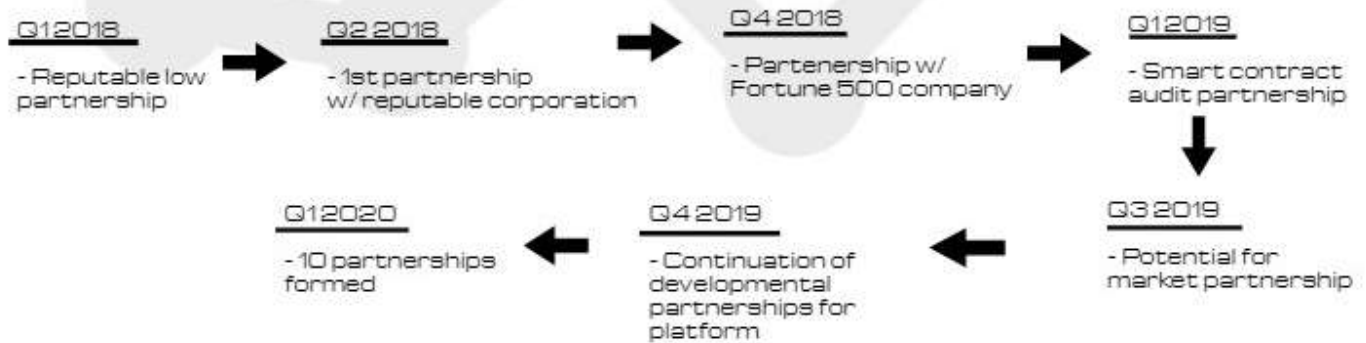 Q1 2018
- Reputable low
partnership
Q2 2018
- 1st partnership
w/ reputable corporation
Q4 2018
- Partenership w/
Fortune 500 company
Q1 2019
- Smart contract
audit partnership
Q3 2019
- Potential for
market partnership
Q4 2019
- Continuation of
developmental
partnerships for
platform
Q1 2020
- 10 partnerships
formed